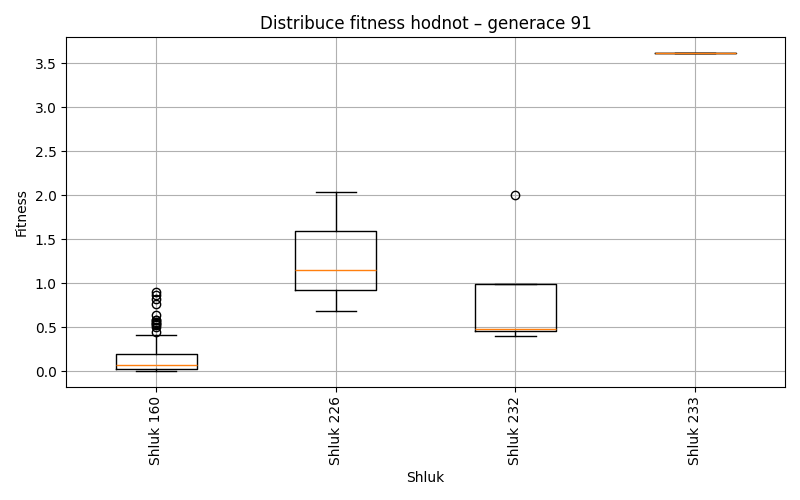 Distribuce fitness hodnot – generace 91
Fitness
3.5
3.0
2.5
2.0
1.5
1.0
0.5
0.0
Shluk 160
Shluk 226
Shluk 232
Shluk 233
Shluk